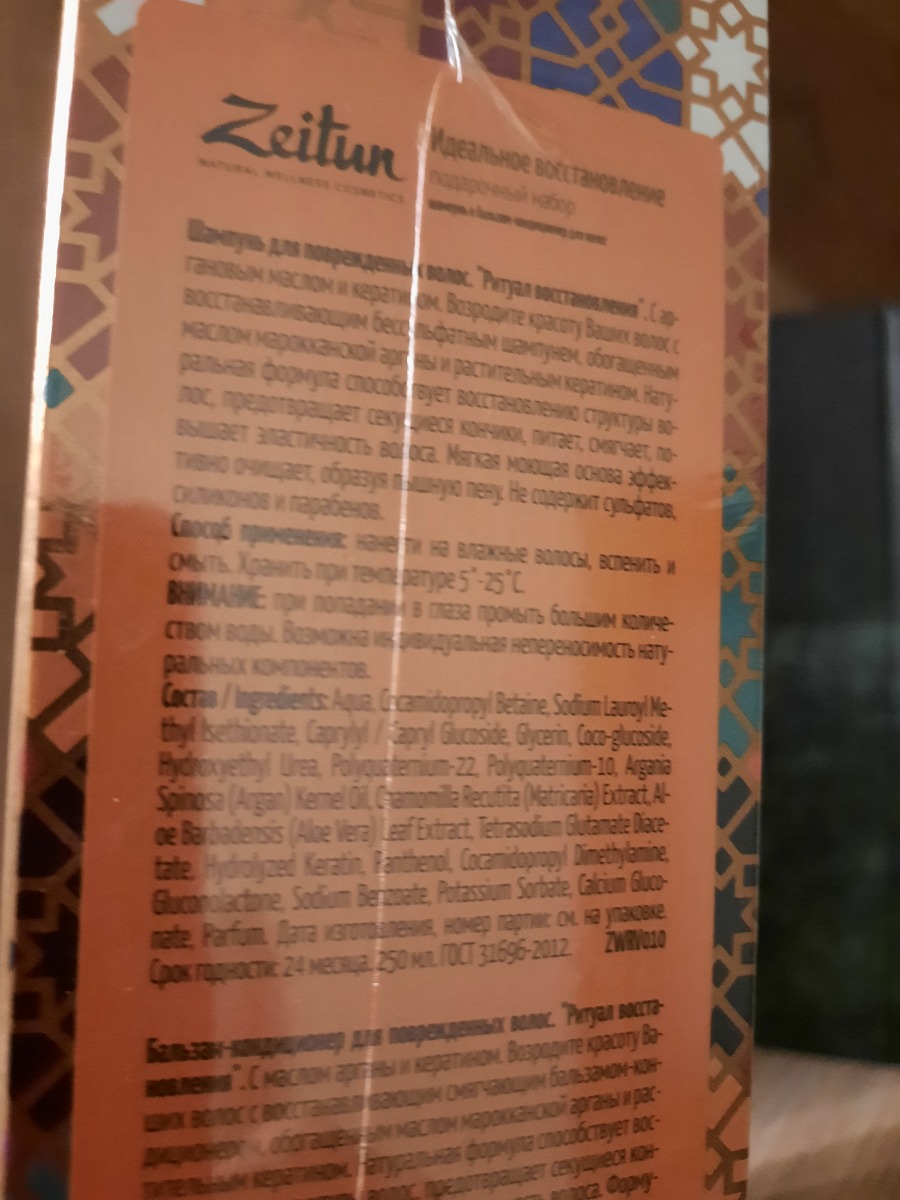 Zeitun
NATURAL WELLNESS COSMETICS
Идеальное восстановление
подарочный набор
шампунь и бальзам-кондиционер для волос
Шампунь для поврежденных волос. "Ритуал восстановления". С ар-
гановым маслом и кератином. Возродите красоту Ваших волос с
восстанавливающим бессульфатным шампунем, обогащенным
маслом марокканской арганы и растительным кератином. Нату-
ральная формула способствует восстановлению структуры во-
лос, предотвращает секущиеся кончики, питает, смягчает, по-
вышает эластичность волоса. Мягкая моющая основа эффек-
тивно очищает, образуя пышную пену. Не содержит сульфатов,
силиконов и парабенов.
Способ применения: нанести на влажные волосы, вспенить и
смыть. Хранить при температуре 5°-25°С.
ВНИМАНИЕ: при попадании в глаза промыть большим количе-
ством воды. Возможна индивидуальная непереносимость нату-
ральных компонентов.
Состав / Ingredients: Aqua, Cocamidopropyl Betaine, Sodium Lauroyl Me-
thyl Isethionate, Caprylyl / Capryl Glucoside, Glycerin, Coco-glucoside,
Hydroxyethyl Urea, Polyquaternium-22, Polyquaternium-10, Argania
Spinosa (Argan) Kernel Oil, Chamomilla Recutita (Matricaria) Extract, Al-
oe Barbadensis (Aloe Vera) Leaf Extract, Tetrasodium Glutamate Diace-
tate, Hydrolyzed Keratin, Panthenol, Cocamidopropyl Dimethylamine,
Gluconolactone, Sodium Benzoate, Potassium Sorbate, Calcium Gluco-
nate, Parfum. Дата изготовления, номер партии: см. на упаковке.
Срок годности: 24 месяца. 250 мл. ГОСТ 31696-2012. ZWRV010
Бальзам-кондиционер для поврежденных волос. "Ритуал восста-
новления". С маслом арганы и кератином. Возродите красоту Ва-
ших волос с восстанавливающим смягчающим бальзамом-кон-
диционером, обогащенным маслом марокканской арганы и рас-
тительным кератином. Натуральная формула способствует вос-
волос, предотвращает секущиеся кон-
волоса. Форму-